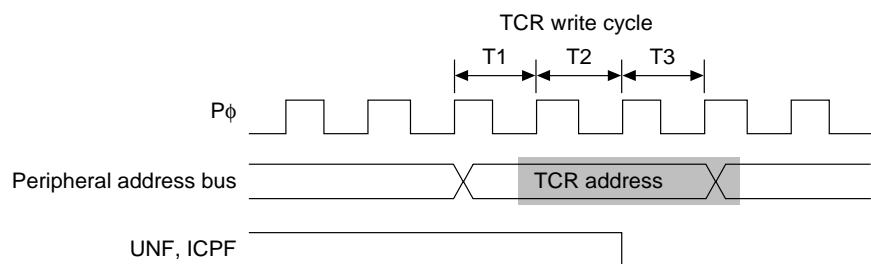 TCR write cycle
T1 T2 T3
Pϕ
Peripheral address bus
TCR address
UNF, ICPF